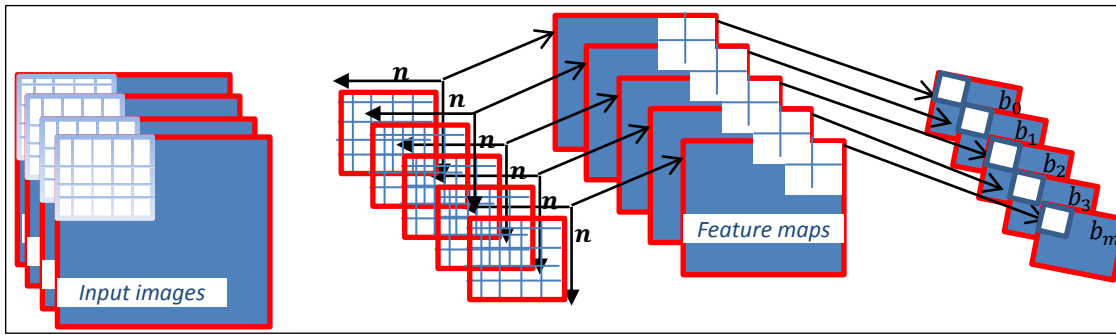 n
n
n
n
n
n
Input images
Feature maps
b₀
b₁
b₂
b₃
bₘ